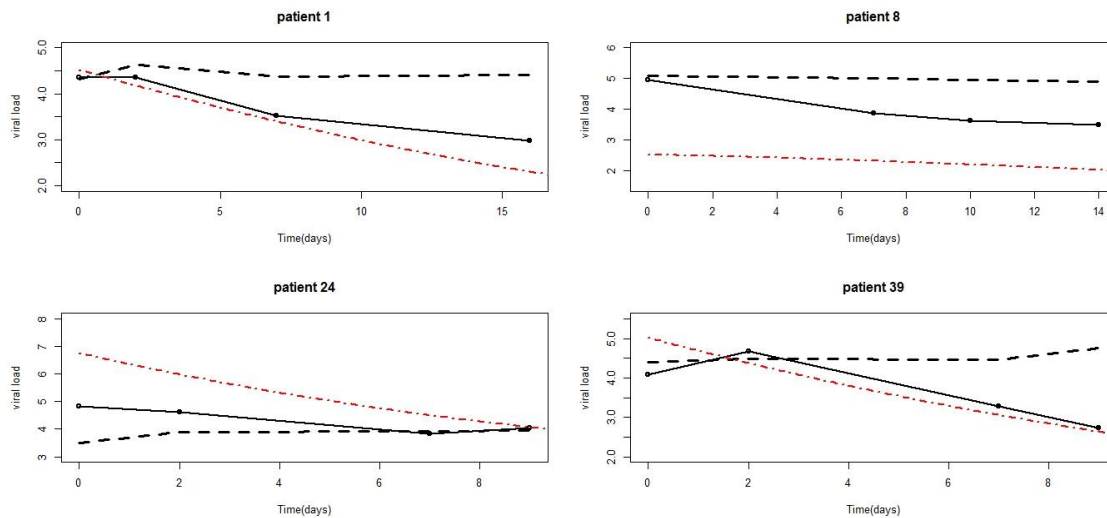 patient 1
viral load
5.0
4.0
3.0
2.0
0 5 10 15
Time(days)
patient 8
viral load
6
5
4
3
2
0 2 4 6 8 10 12 14
Time(days)
patient 24
viral load
8
7
6
5
4
3
0 2 4 6 8
Time(days)
patient 39
viral load
5.0
4.0
3.0
2.0
0 2 4 6 8
Time(days)